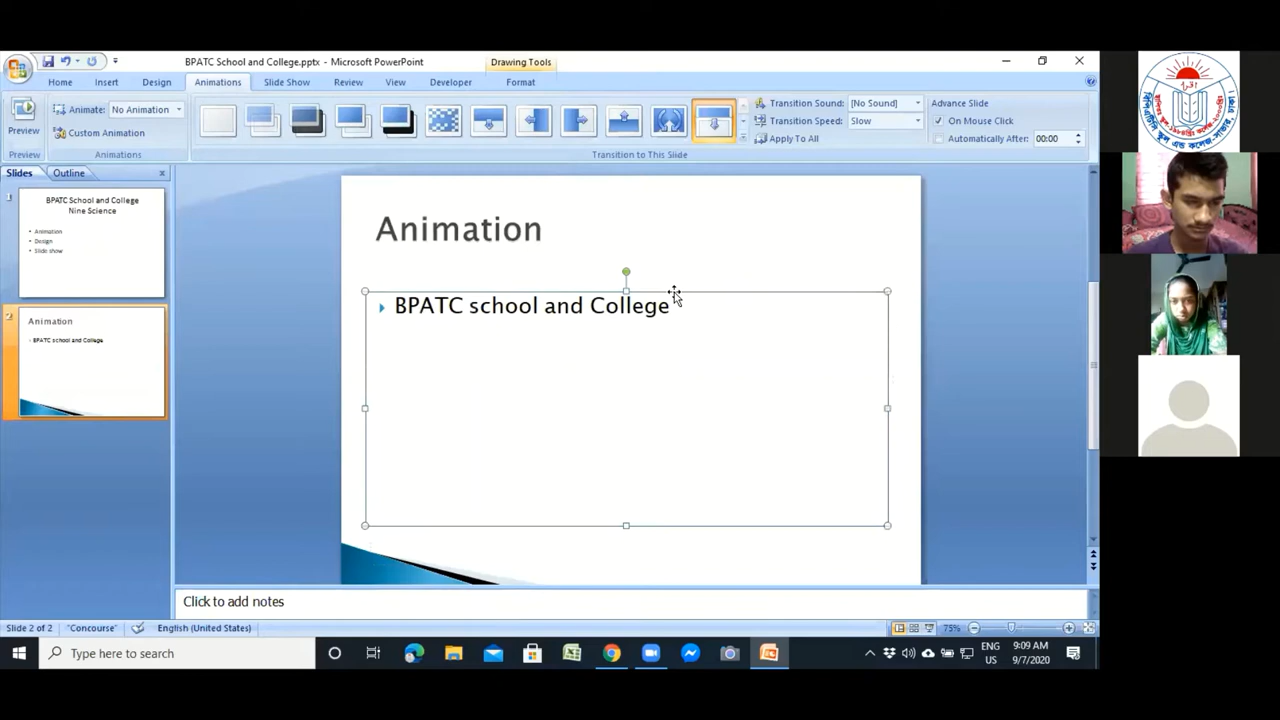 BPATC School and College.pptx - Microsoft PowerPoint
Drawing Tools
Home Insert Design Animations Slide Show Review View Developer Format
Preview
Preview
Animate: No Animation
Custom Animation
Animations
Transition Sound: [No Sound]
Transition Speed: Slow
Apply To All
Transition to This Slide
Advance Slide
On Mouse Click
Automatically After: 00:00
Slides Outline
1
BPATC School and College
Nine Science
• Animation
• Design
• Slide show
2
Animation
BPATC school and College
Animation
BPATC school and College
Click to add notes
Slide 2 of 2 "Concourse" English (United States) 75%
Type here to search
ENG
US
9:09 AM
9/7/2020